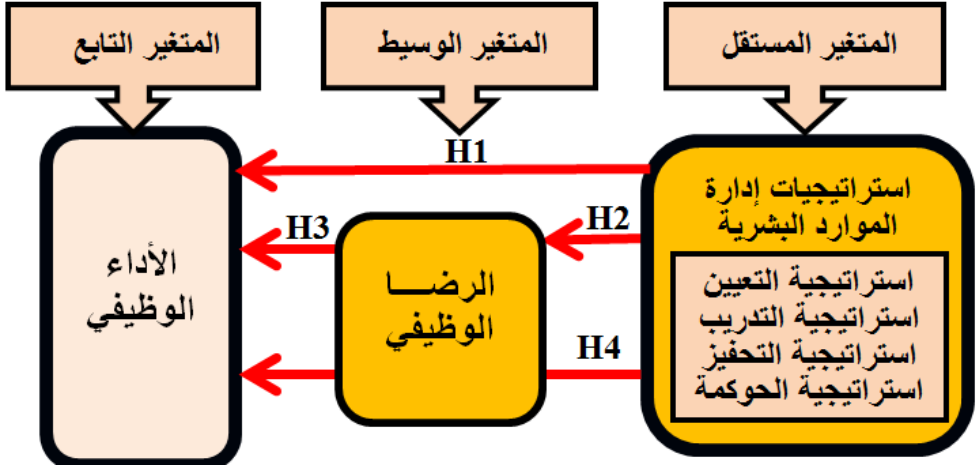 المتغير المستقل
المتغير الوسيط
المتغير التابع
H1
استراتيجيات إدارة
الموارد البشرية
H2
H3
استراتيجية التعيين
استراتيجية التدريب
استراتيجية التحفيز
استراتيجية الحوكمة
الرضـــا
الوظيفي
الأداء
الوظيفي
H4